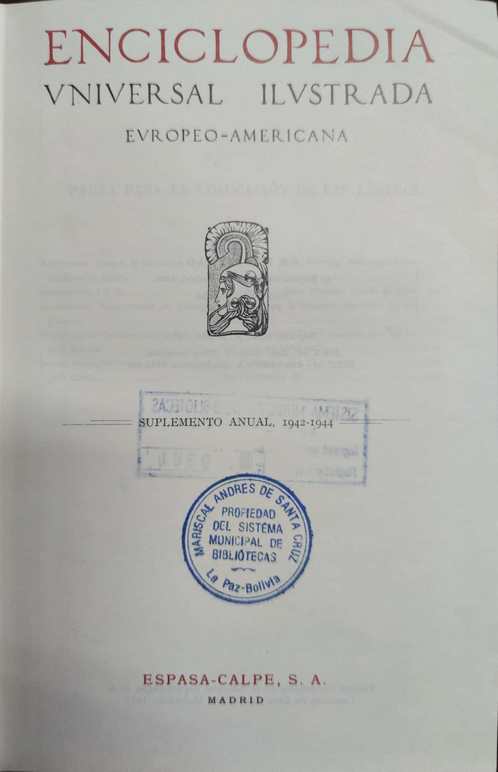 ENCICLOPEDIA
VNIVERSAL ILVSTRADA
EVROPEO-AMERICANA
SUPLEMENTO ANUAL, 1942-1944
MARISCAL ANDRES DE SANTA CRUZ
PROPIEDAD
DEL SISTEMA
MUNICIPAL DE
BIBLIOTECAS
La Paz-Bolivia
ESPASA-CALPE, S. A.
MADRID